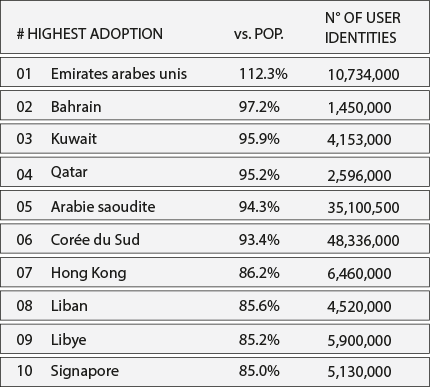 # HIGHEST ADOPTION vs. POP. N° OF USER IDENTITIES
01 Emirates arabes unis 112.3% 10,734,000
02 Bahrain 97.2% 1,450,000
03 Kuwait 95.9% 4,153,000
04 Qatar 95.2% 2,596,000
05 Arabie saoudite 94.3% 35,100,500
06 Corée du Sud 93.4% 48,336,000
07 Hong Kong 86.2% 6,460,000
08 Liban 85.6% 4,520,000
09 Libye 85.2% 5,900,000
10 Signapore 85.0% 5,130,000